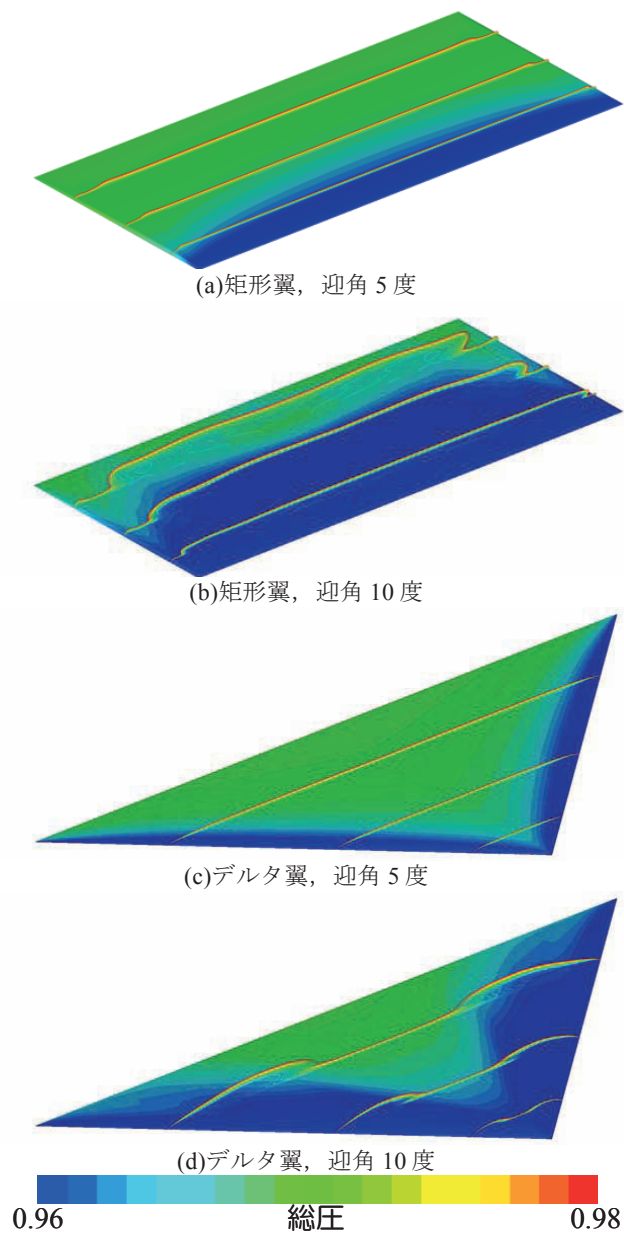 (a)矩形翼，迎角 5 度
(b)矩形翼，迎角 10 度
(c)デルタ翼，迎角 5 度
(d)デルタ翼，迎角 10 度
0.96 総圧 0.98